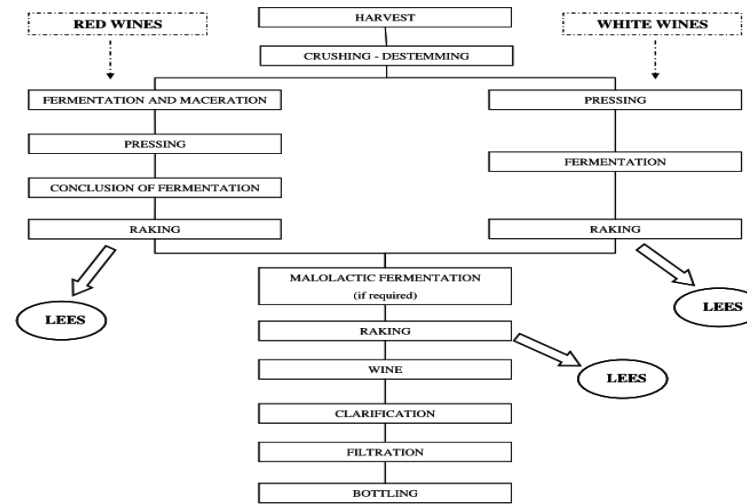 RED WINES
HARVEST
WHITE WINES
CRUSHING - DESTEMMING
FERMENTATION AND MACERATION
PRESSING
PRESSING
FERMENTATION
CONCLUSION OF FERMENTATION
RAKING
RAKING
MALOLACTIC FERMENTATION
(if required)
LEES
LEES
RAKING
WINE
LEES
CLARIFICATION
FILTRATION
BOTTLING